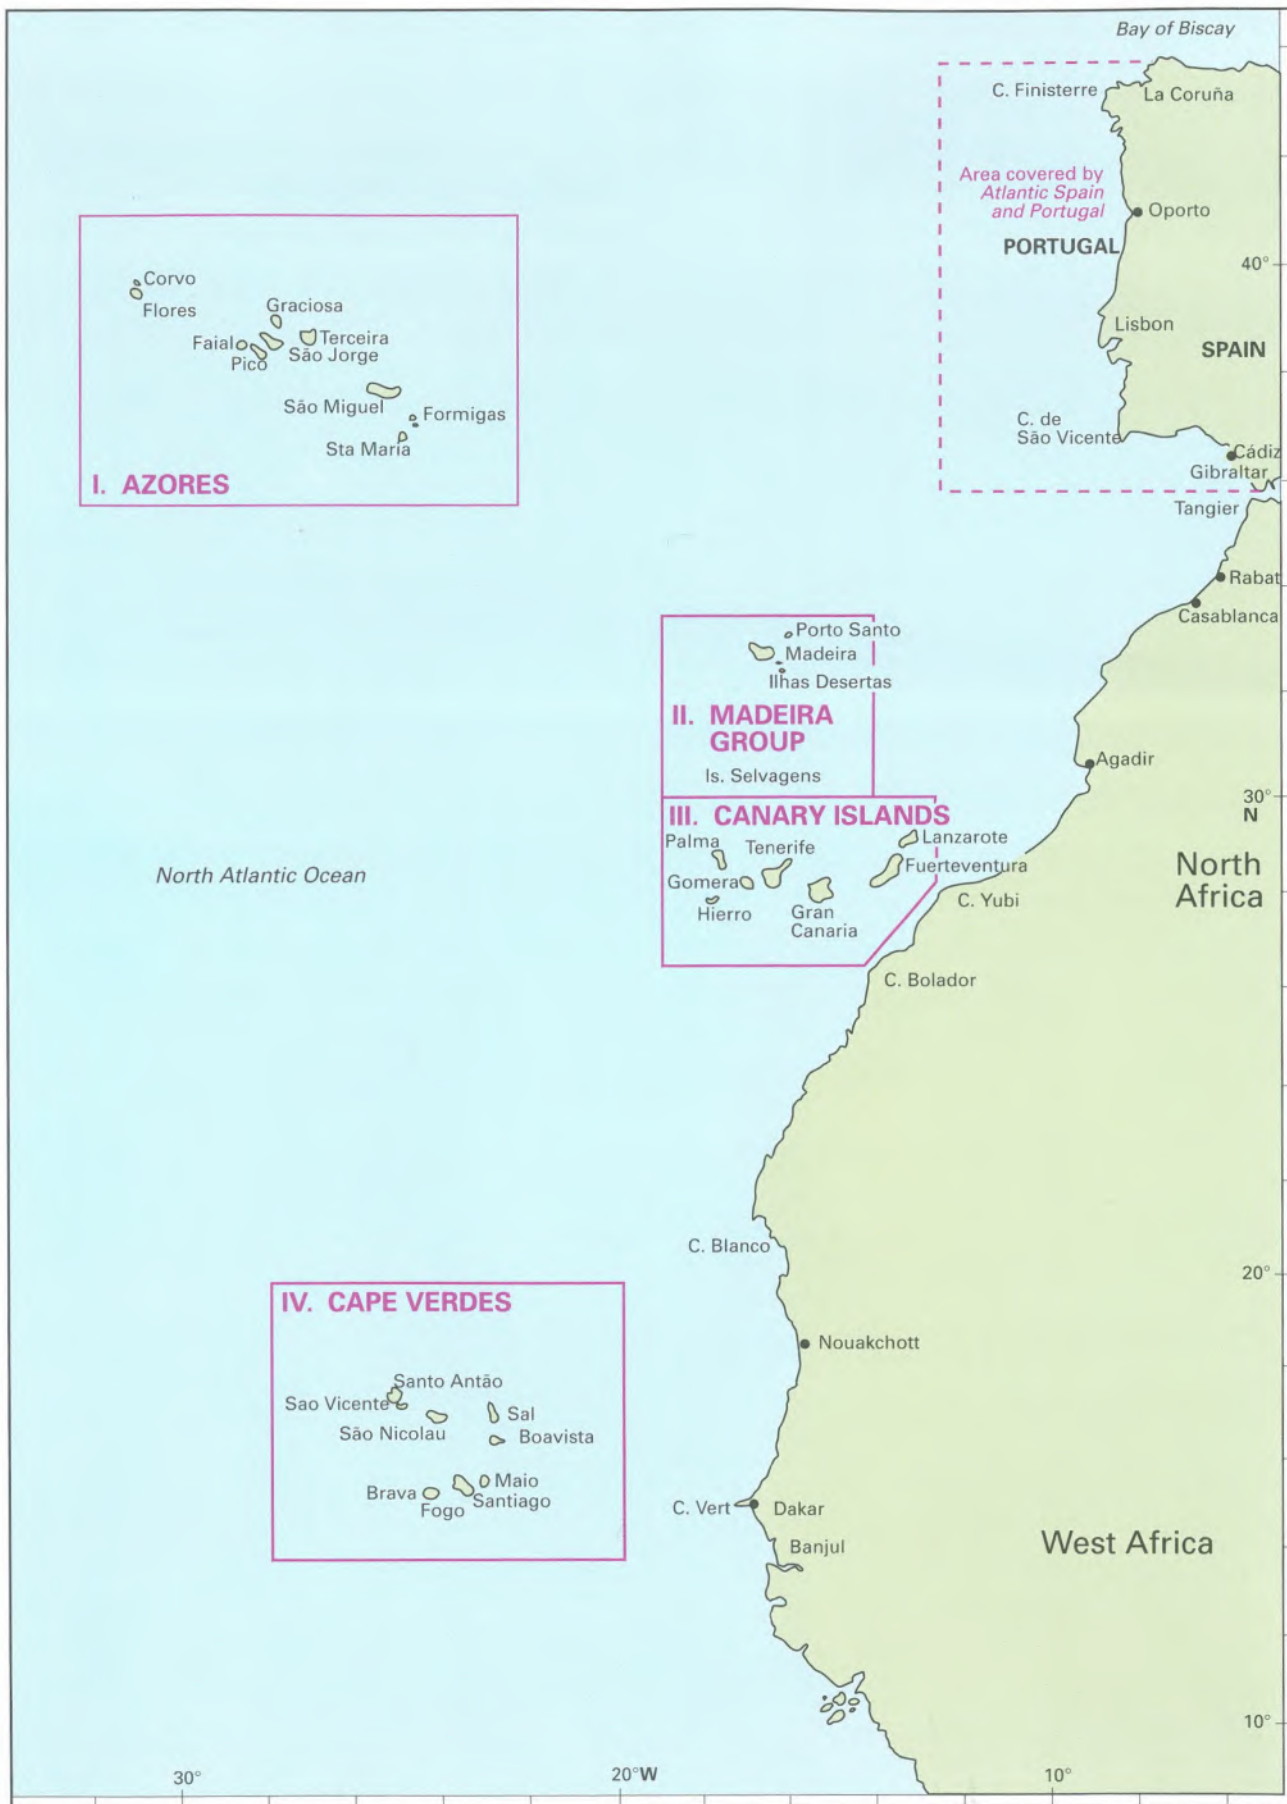 Bay of Biscay
C. Finisterre
La Coruña
Area covered by
Atlantic Spain
and Portugal
Oporto
PORTUGAL
40°
Lisbon
SPAIN
C. de
São Vicente
Cádiz
Gibraltar
Tangier
Rabat
Casablanca
Agadir
30°
N
North
Africa
Corvo
Flores
Graciosa
Faial
Terceira
Pico
São Jorge
São Miguel
Formigas
Sta Maria
I. AZORES
Porto Santo
Madeira
Ilhas Desertas
II. MADEIRA
GROUP
Is. Selvagens
III. CANARY ISLANDS
Palma
Tenerife
Lanzarote
Fuerteventura
Gomera
Hierro
Gran
Canaria
C. Yubi
C. Bolador
North Atlantic Ocean
C. Blanco
20°
IV. CAPE VERDES
Nouakchott
Santo Antão
Sao Vicente
São Nicolau
Sal
Boavista
Brava
Fogo
Maio
Santiago
C. Vert
Dakar
Banjul
West Africa
10°
30°
20°W
10°